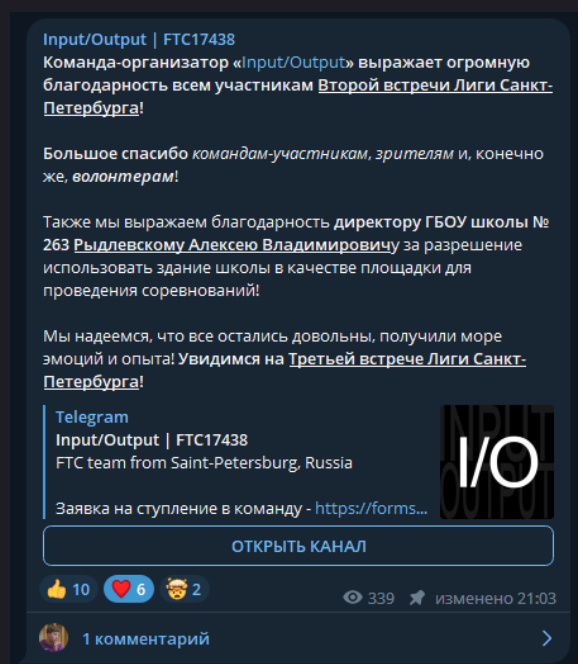 Input/Output | FTC17438
Команда-организатор «Input/Output» выражает огромную
благодарность всем участникам Второй встречи Лиги Санкт-
Петербурга!
Большое спасибо командам-участникам, зрителям и, конечно
же, волонтерам!
Также мы выражаем благодарность директору ГБОУ школы №
263 Рыдлевскому Алексею Владимировичу за разрешение
использовать здание школы в качестве площадки для
проведения соревнований!
Мы надеемся, что все остались довольны, получили море
эмоций и опыта! Увидимся на Третьей встрече Лиги Санкт-
Петербурга!
Telegram
Input/Output | FTC17438
FTC team from Saint-Petersburg, Russia
Заявка на ступление в команду - https://forms...
INPUT
I/O
OUTPUT
ОТКРЫТЬ КАНАЛ
10 6 2
339 изменено 21:03
1 комментарий